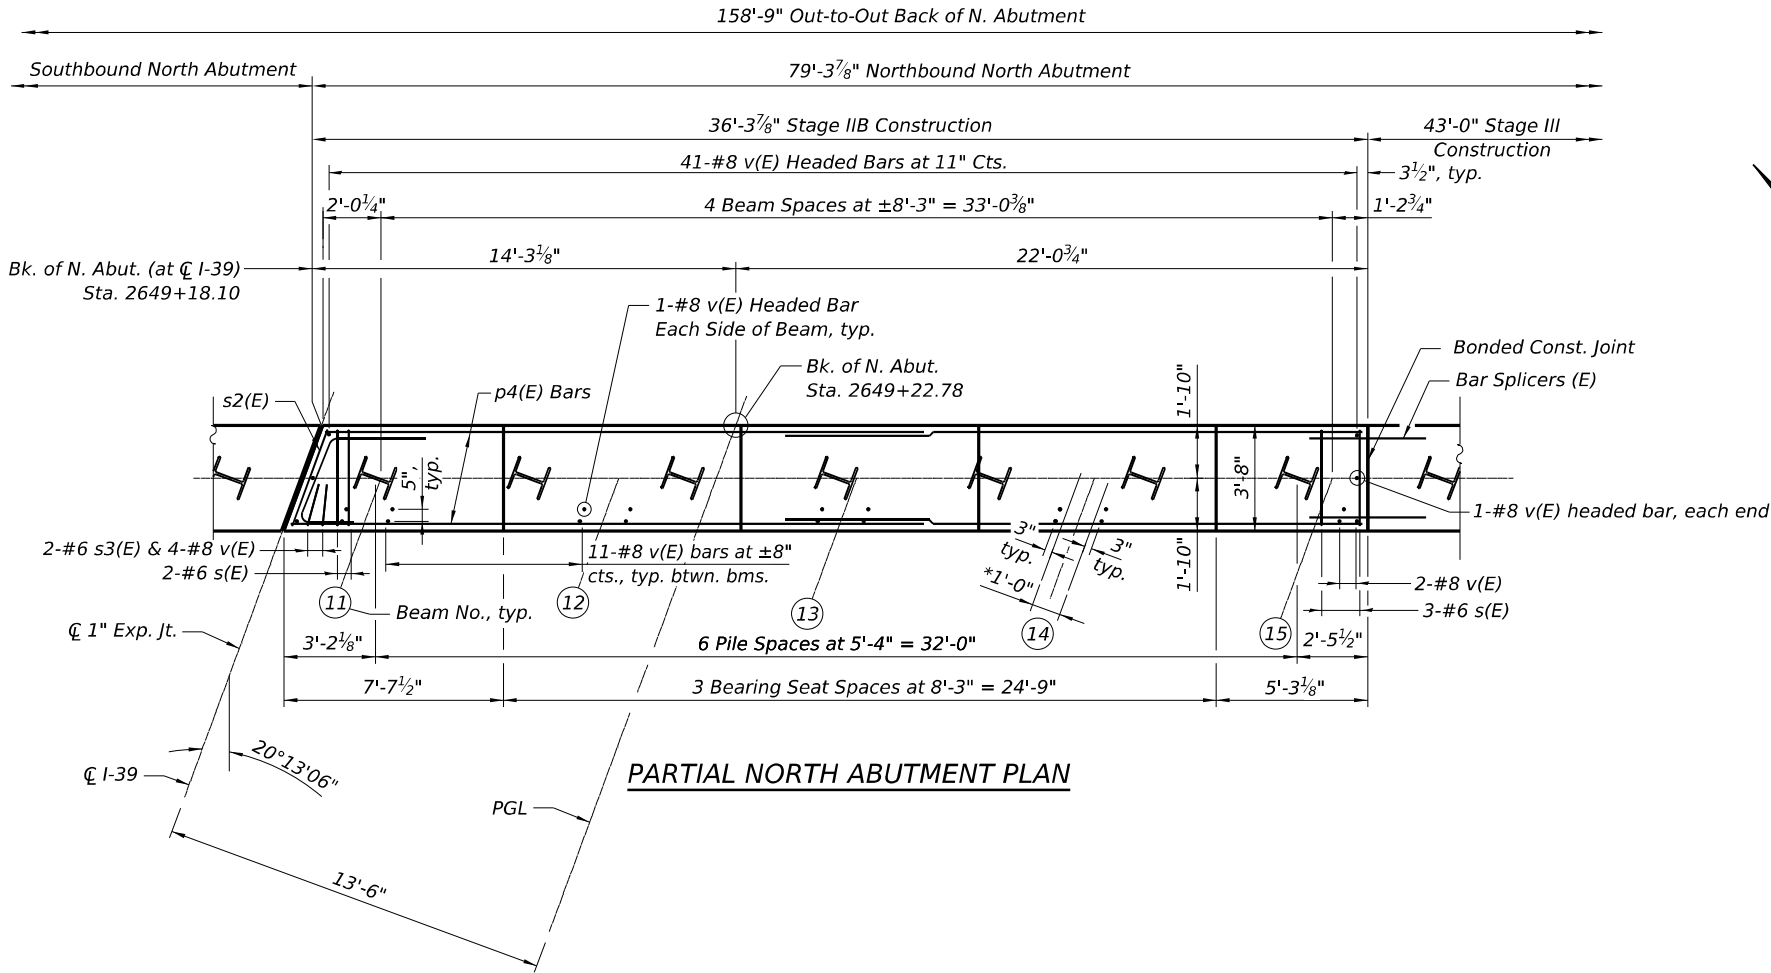 158'-9" Out-to-Out Back of N. Abutment
Southbound North Abutment
79'-3⅞" Northbound North Abutment
36'-3⅞" Stage IIB Construction
43'-0" Stage III
Construction
41-#8 v(E) Headed Bars at 11" Cts.
3½", typ.
2'-0¼"
4 Beam Spaces at ±8'-3" = 33'-0⅜"
1'-2¾"
14'-3⅛"
22'-0¾"
Bk. of N. Abut. (at ℄ I-39)
Sta. 2649+18.10
1-#8 v(E) Headed Bar
Each Side of Beam, typ.
Bk. of N. Abut.
Sta. 2649+22.78
Bonded Const. Joint
Bar Splicers (E)
s2(E)
p4(E) Bars
1'-10"
5",
typ.
3'-8"
1-#8 v(E) headed bar, each end
2-#6 s3(E) & 4-#8 v(E)
2-#6 s(E)
11-#8 v(E) bars at ±8"
cts., typ. btwn. bms.
3"
typ.
3"
typ.
*1'-0"
1'-10"
2-#8 v(E)
3-#6 s(E)
11
Beam No., typ.
12
13
14
15
℄ 1" Exp. Jt.
3'-2⅛"
6 Pile Spaces at 5'-4" = 32'-0"
2'-5½"
7'-7½"
3 Bearing Seat Spaces at 8'-3" = 24'-9"
5'-3⅛"
20°13'06"
℄ I-39
PGL
13'-6"
PARTIAL NORTH ABUTMENT PLAN